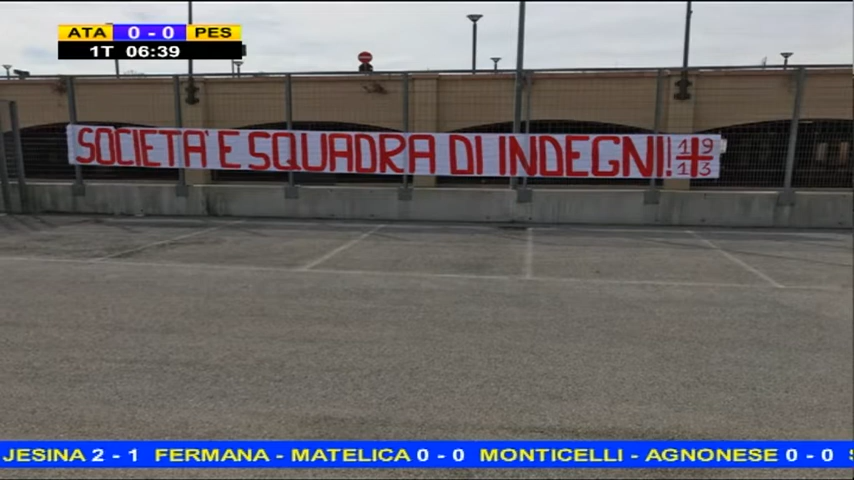 ATA 0 - 0 PES
1T 06:39
SOCIETA' E SQUADRA DI INDEGNI! 19
13
JESINA 2 - 1 FERMANA - MATELICA 0 - 0 MONTICELLI - AGNONESE 0 - 0